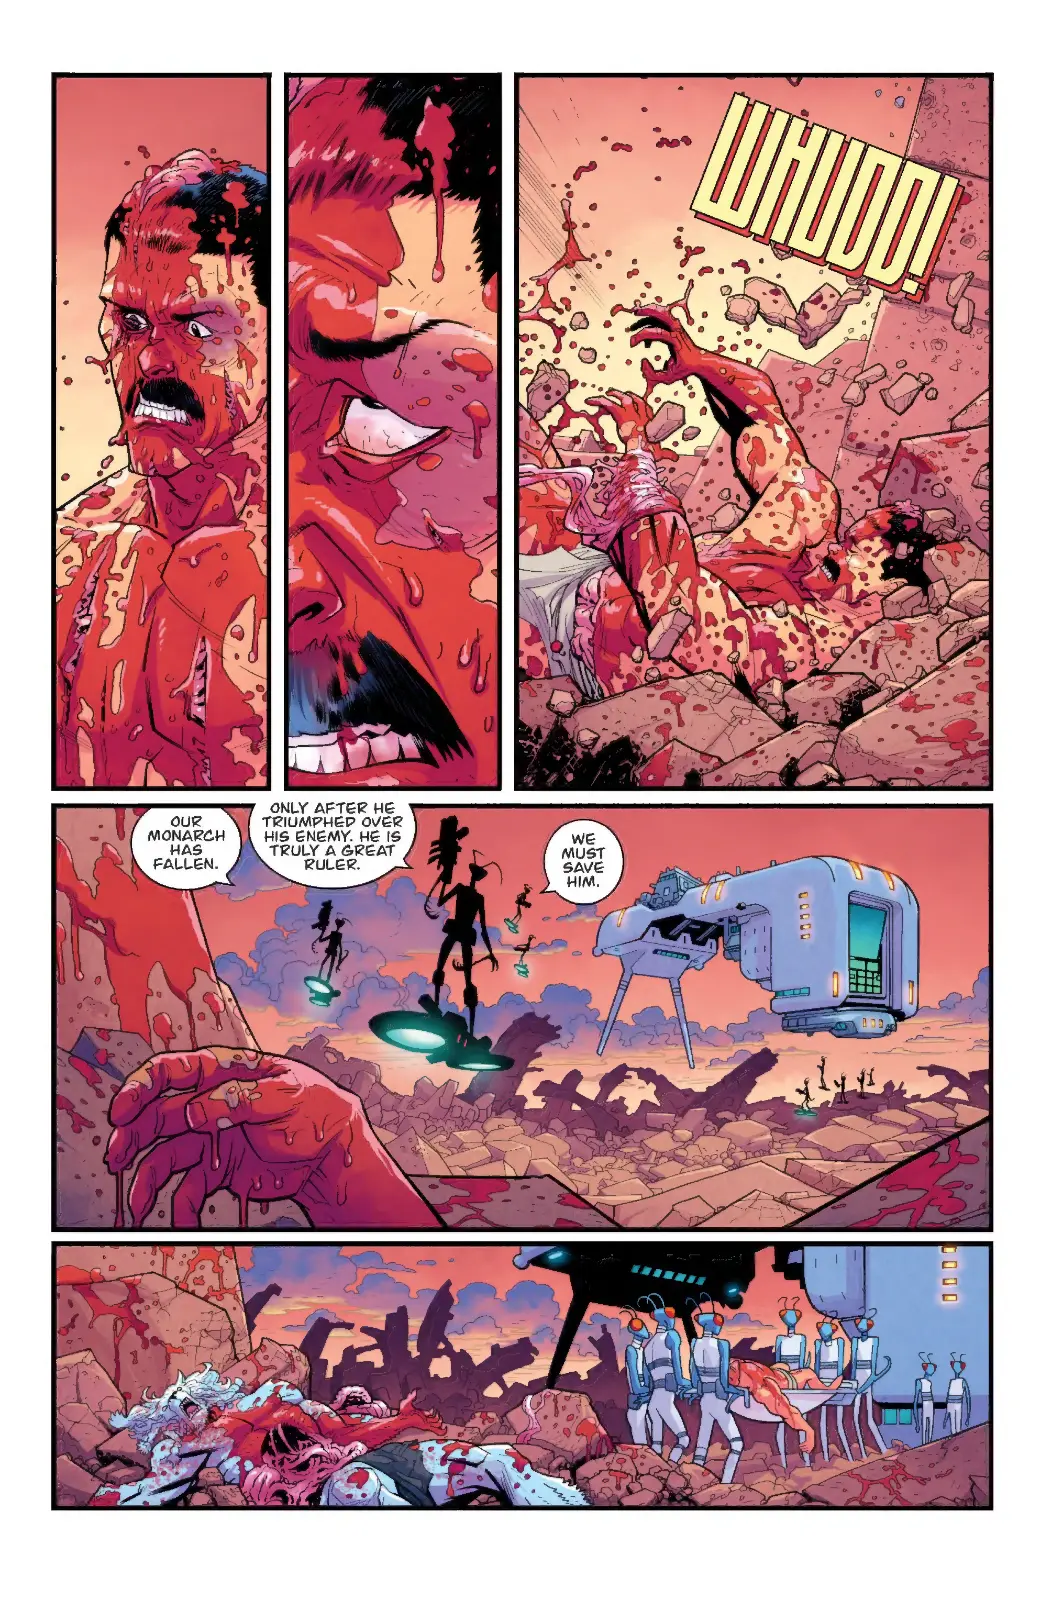 WHUDD!
OUR
MONARCH
HAS
FALLEN.
ONLY AFTER HE
TRIUMPHED OVER
HIS ENEMY. HE IS
TRULY A GREAT
RULER.
WE
MUST
SAVE
HIM.